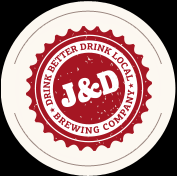 DRINK BETTER DRINK LOCAL
J&D
BREWING COMPANY